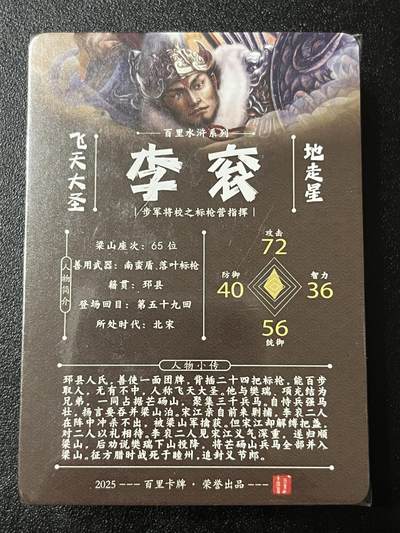 百里水浒系列
飞天大圣
李衮
地走星
步军将校之标枪营指挥
人物简介
梁山座次：65位
善用武器：南蛮盾、落叶标枪
籍贯：邳县
登场回目：第五十九回
所处时代：北宋
攻击
72
防御
40
智力
36
56
统御
人物小传
邳县人氏，善使一面团牌，背插二十四把标枪，能百步
取人，无有不中，人称飞天大圣。他与樊瑞、项充结为
兄弟，一同占据芒砀山，聚集三千兵马，自恃兵强马
壮，扬言要吞并梁山泊。宋江亲自前来剿捕，李衮二人
在阵中冲杀不出，被梁山军擒获。但宋江却解缚把盏，
对二人以礼相待，李衮二人见宋江义气深重，遂归顺
梁山，后劝说樊瑞下山投降，将芒砀山兵马全部并入
梁山。征方腊时战死于睦州，追封义节郎。
2025 --- 百里卡牌 · 荣誉出品 ---